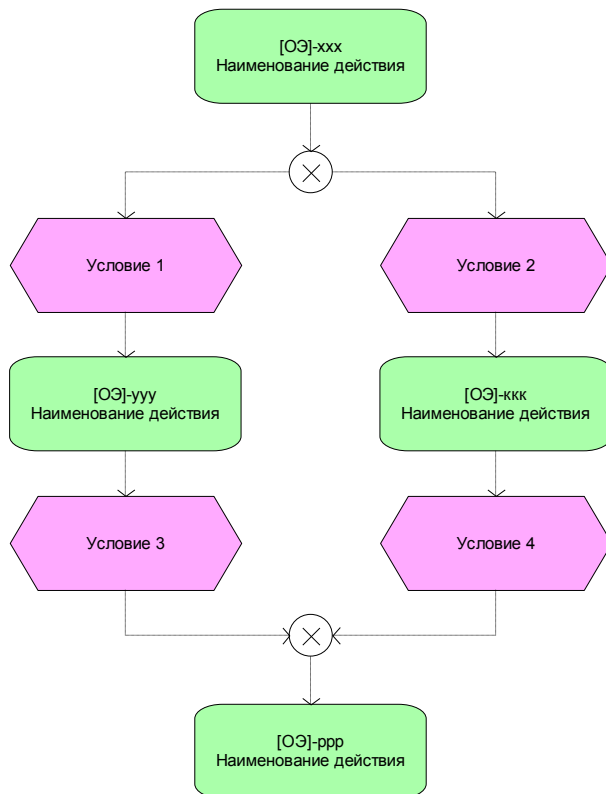 [ОЭ]-xxx
Наименование действия
Условие 1
Условие 2
[ОЭ]-yyy
Наименование действия
[ОЭ]-ккк
Наименование действия
Условие 3
Условие 4
[ОЭ]-ppp
Наименование действия